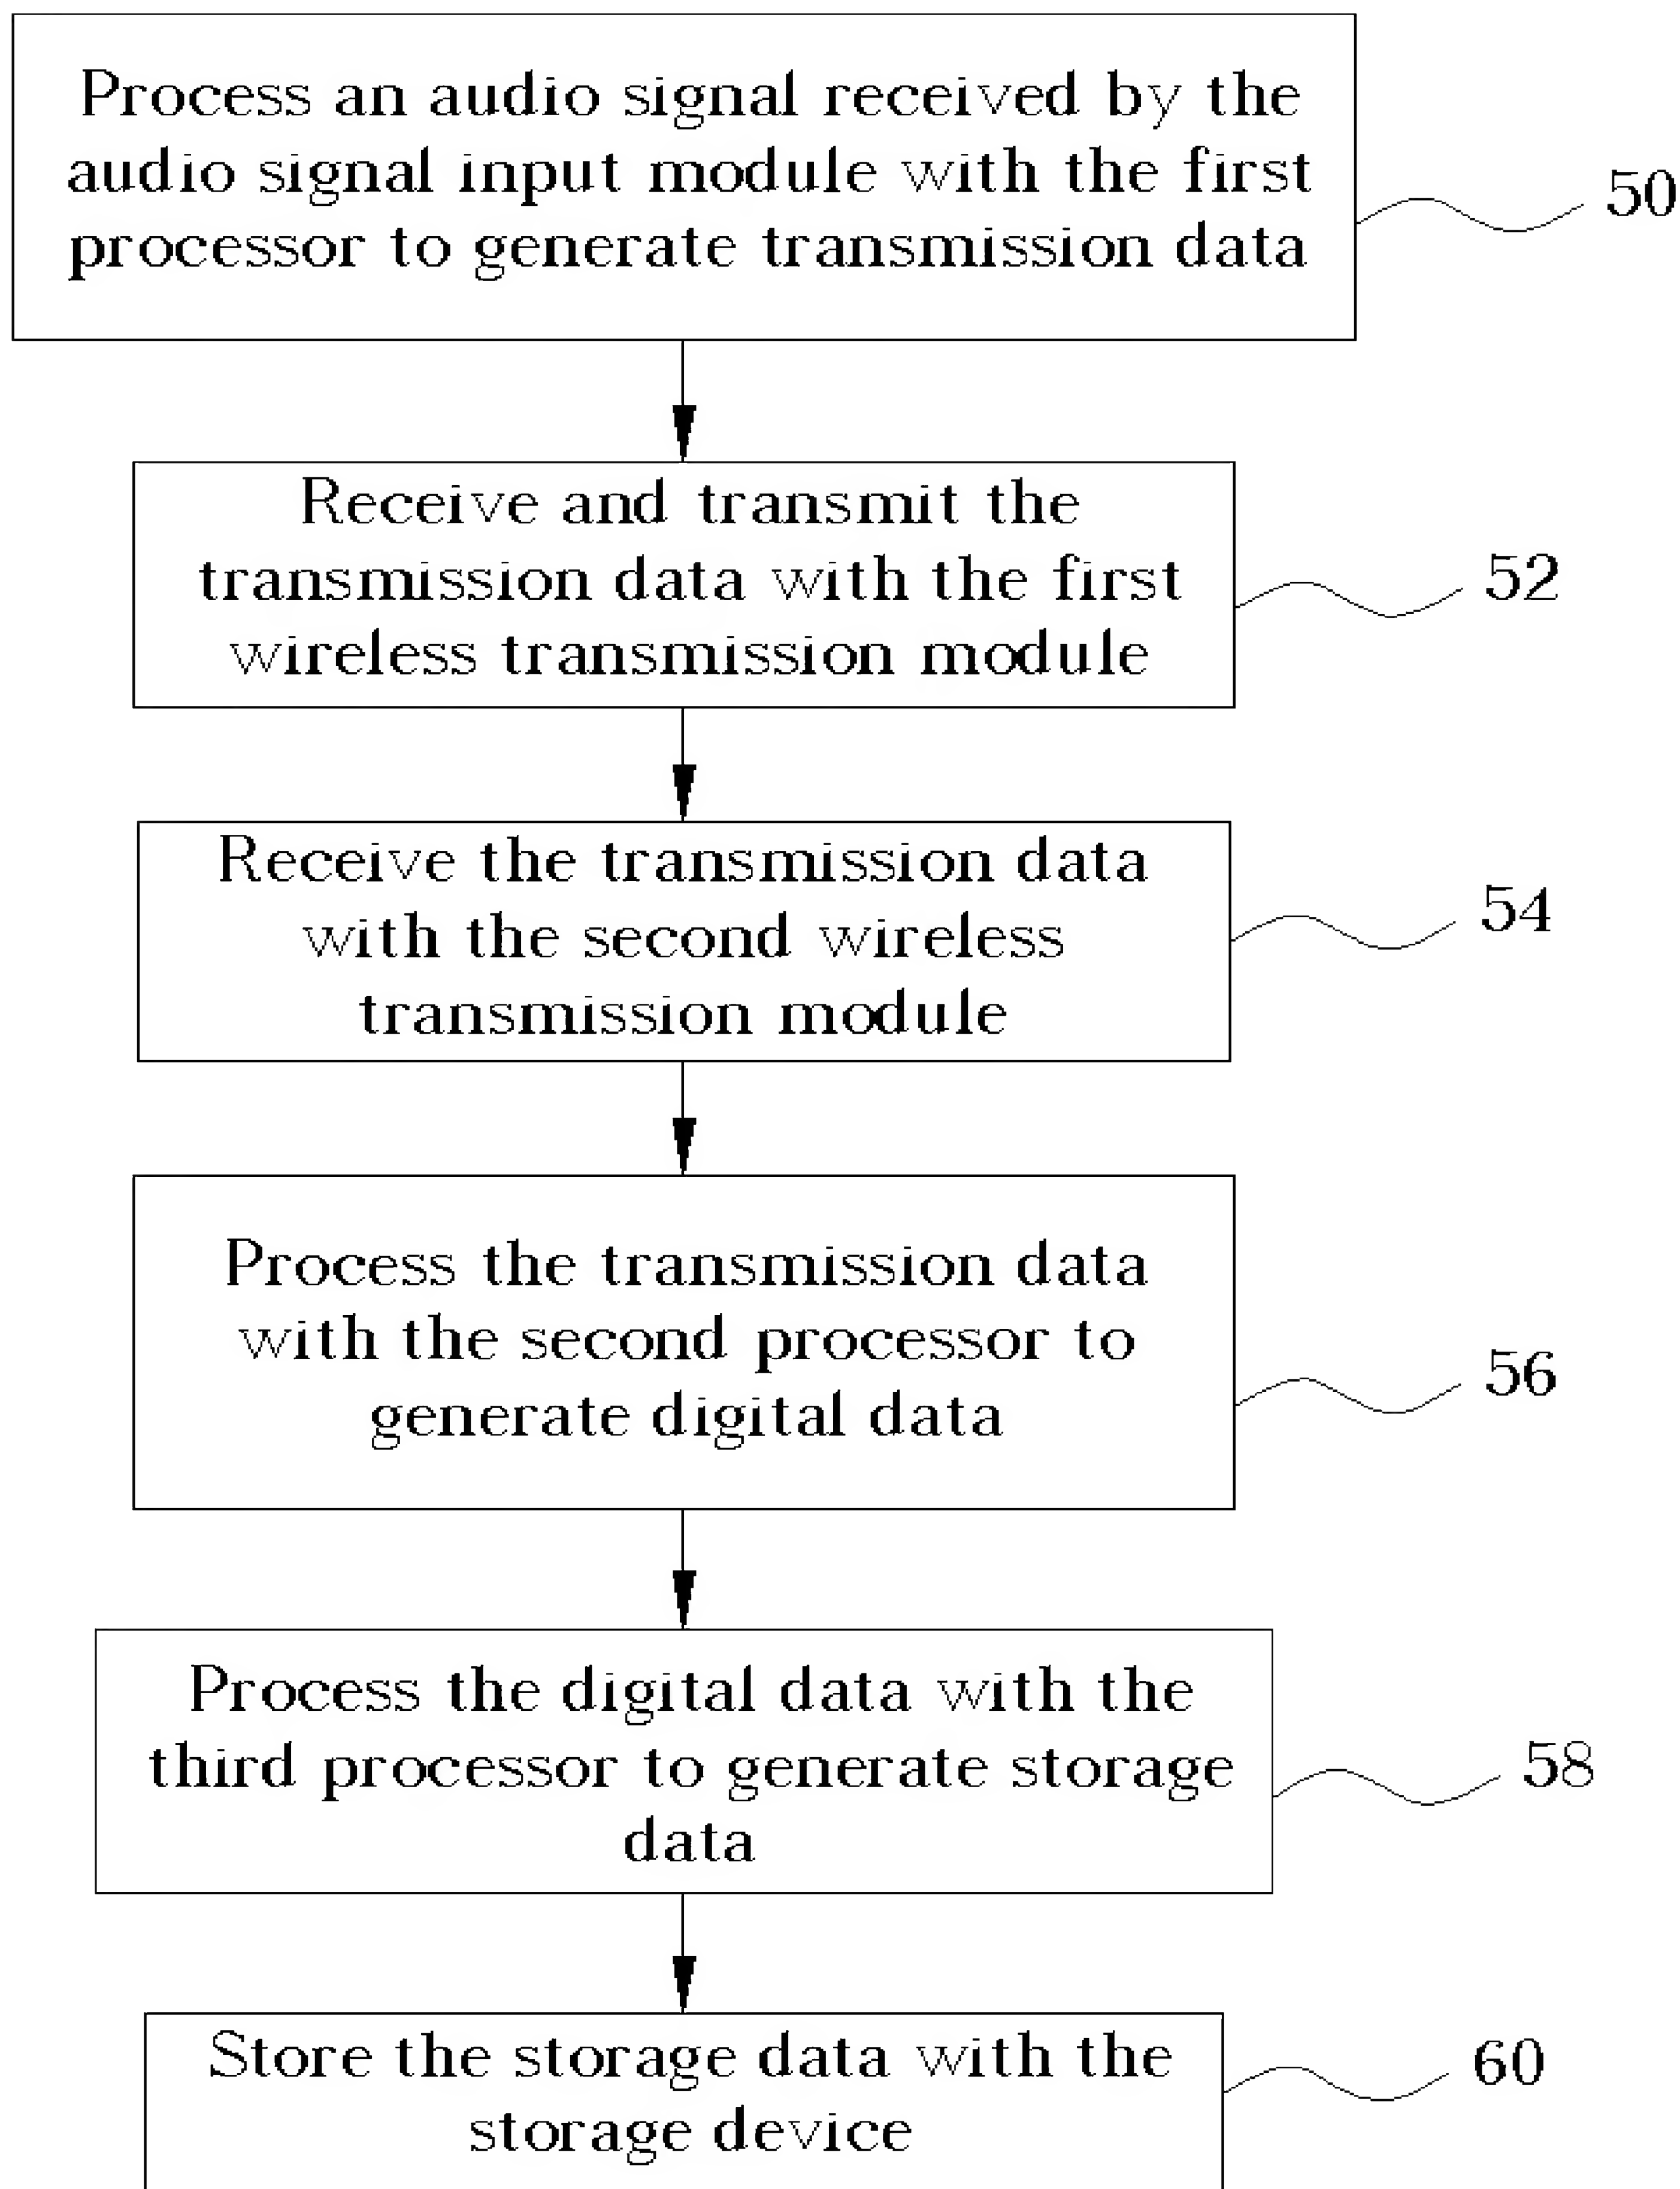 Process an audio signal received by the
audio signal input module with the first
processor to generate transmission data
50
Receive and transmit the
transmission data with the first
wireless transmission module
52
Receive the transmission data
with the second wireless
transmission module
54
Process the transmission data
with the second processor to
generate digital data
56
Process the digital data with the
third processor to generate storage
data
58
Store the storage data with the
storage device
60